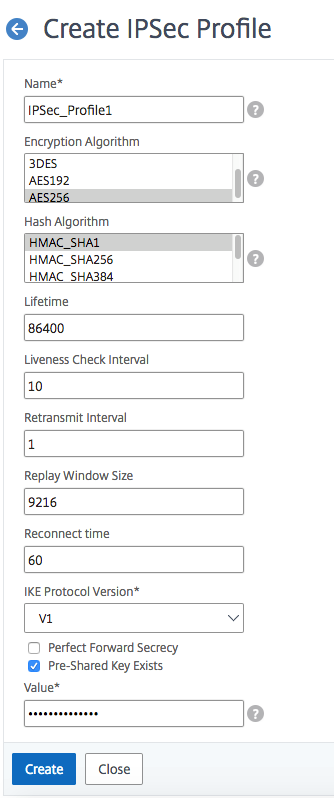 Create IPSec Profile
Name*
IPSec_Profile1
?
Encryption Algorithm
3DES
AES192
AES256
?
Hash Algorithm
HMAC_SHA1
HMAC_SHA256
HMAC_SHA384
?
Lifetime
86400
Liveness Check Interval
10
Retransmit Interval
1
Replay Window Size
9216
Reconnect time
60
IKE Protocol Version*
V1
Perfect Forward Secrecy
Pre-Shared Key Exists
Value*
••••••••••••••
?
Create Close